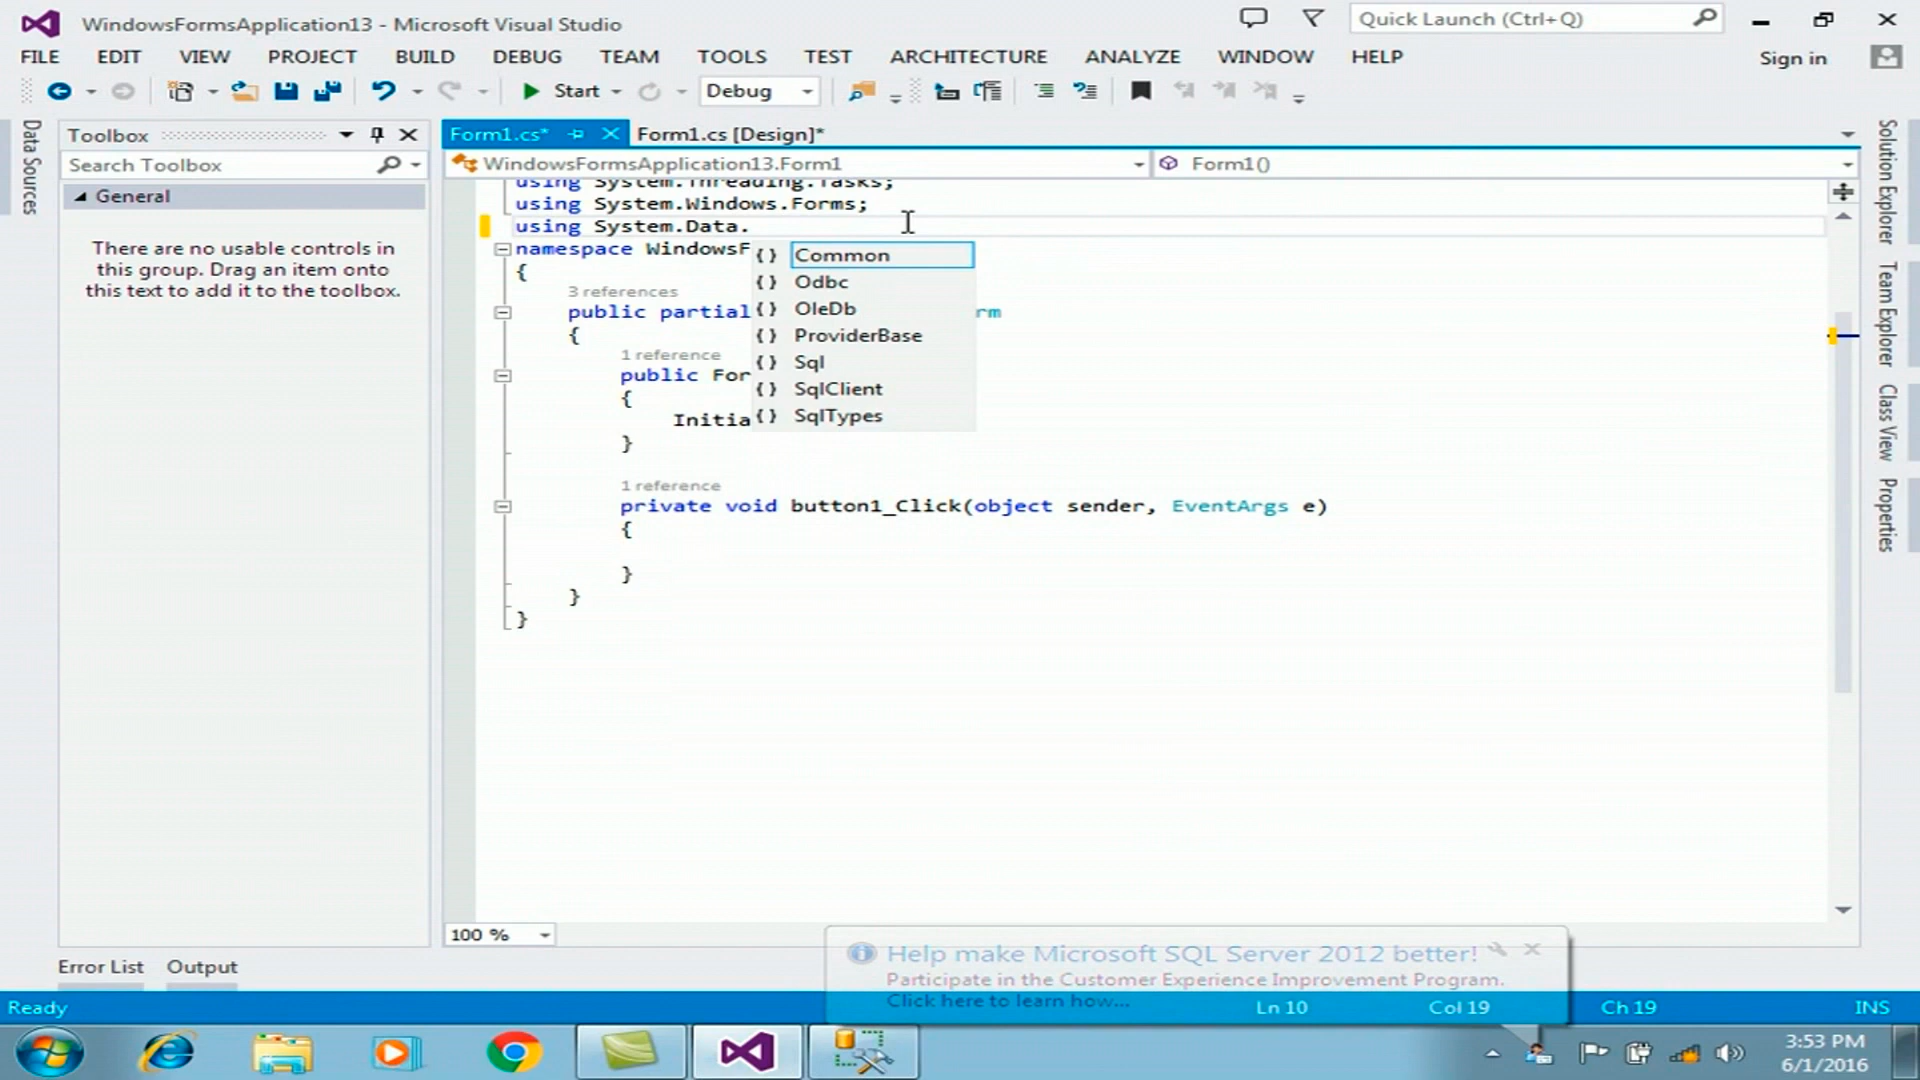 WindowsFormsApplication13 - Microsoft Visual Studio
Quick Launch (Ctrl+Q)
FILE EDIT VIEW PROJECT BUILD DEBUG TEAM TOOLS TEST ARCHITECTURE ANALYZE WINDOW HELP
Sign in
Start
Debug
Data Sources
Toolbox
Search Toolbox
General
There are no usable controls in
this group. Drag an item onto
this text to add it to the toolbox.
Form1.cs*
Form1.cs [Design]*
WindowsFormsApplication13.Form1
Form1()
using System.Threading.Tasks;
using System.Windows.Forms;
using System.Data.
namespace WindowsF
{
3 references
public partial
rm
{
1 reference
public For
{
Initia
}
1 reference
private void button1_Click(object sender, EventArgs e)
{
}
}
}
{ } Common
{ } Odbc
{ } OleDb
{ } ProviderBase
{ } Sql
{ } SqlClient
{ } SqlTypes
Solution Explorer
Team Explorer
Class View
Properties
100 %
Error List
Output
Help make Microsoft SQL Server 2012 better!
Participate in the Customer Experience Improvement Program.
Click here to learn how...
Ready
Ln 10
Col 19
Ch 19
INS
3:53 PM
6/1/2016